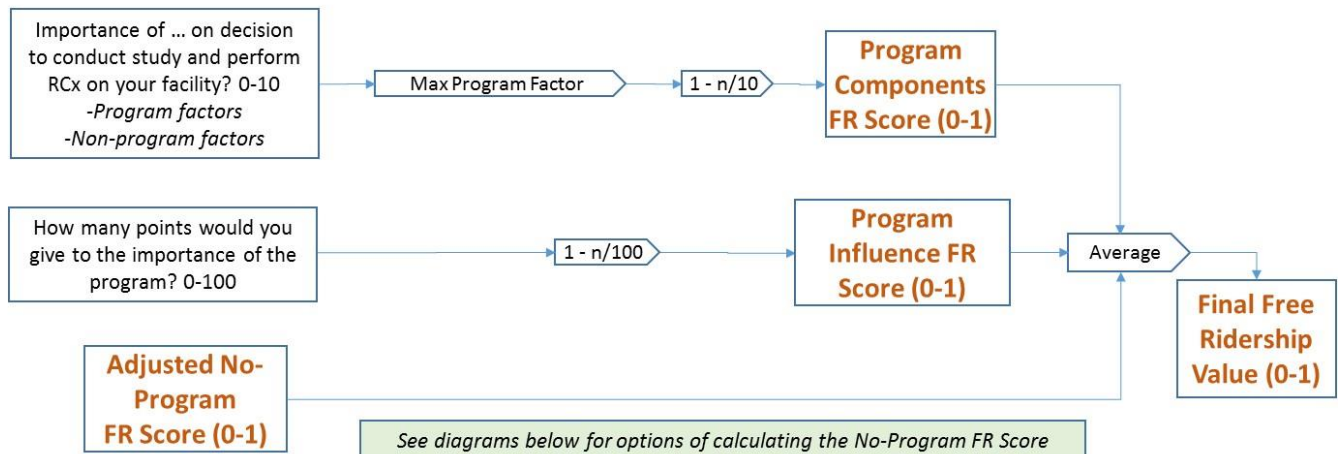 Importance of ... on decision
to conduct study and perform
RCx on your facility? 0-10
-Program factors
-Non-program factors
Max Program Factor
1 - n/10
Program
Components
FR Score (0-1)
How many points would you
give to the importance of the
program? 0-100
1 - n/100
Program
Influence FR
Score (0-1)
Average
Final Free
Ridership
Value (0-1)
Adjusted No-
Program
FR Score (0-1)
See diagrams below for options of calculating the No-Program FR Score